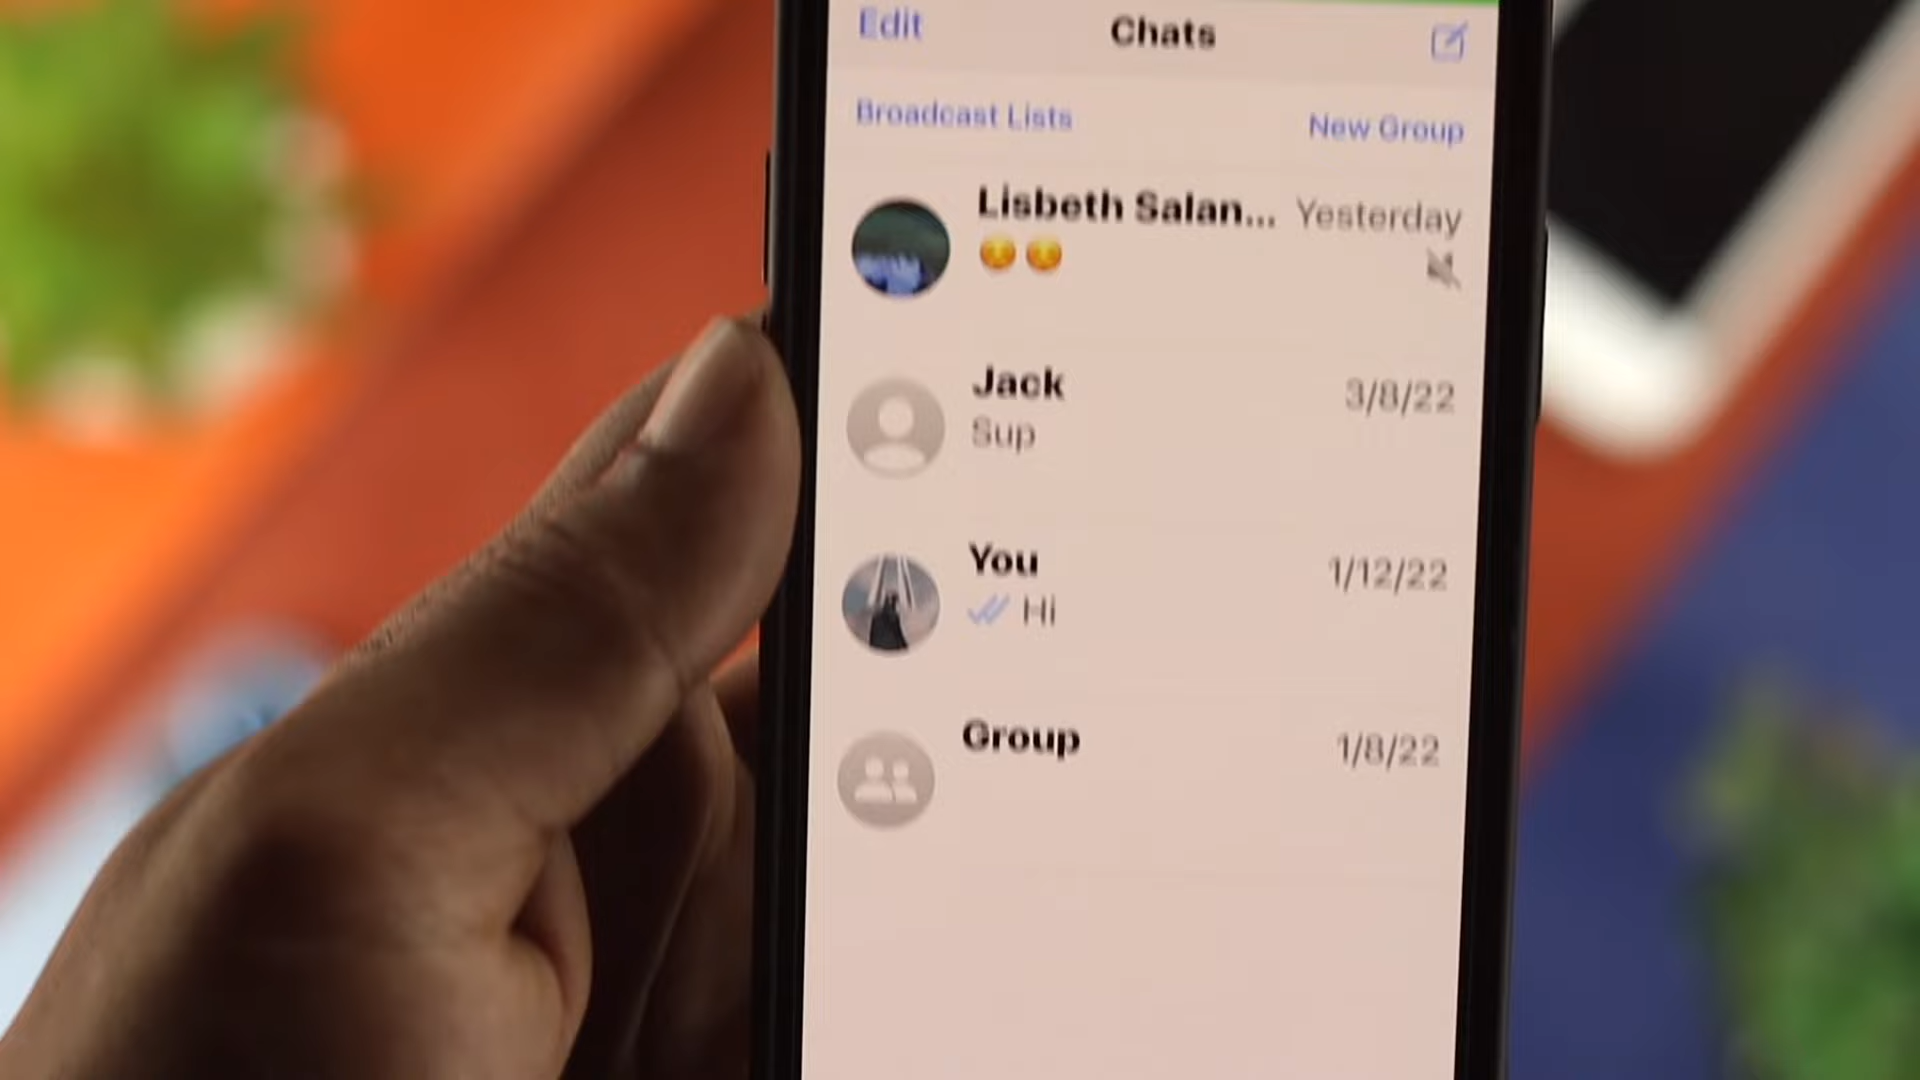 Edit
Chats
Broadcast Lists
New Group
Lisbeth Salan...
Yesterday
😊😊
Jack
3/8/22
Sup
You
1/12/22
Hi
Group
1/8/22